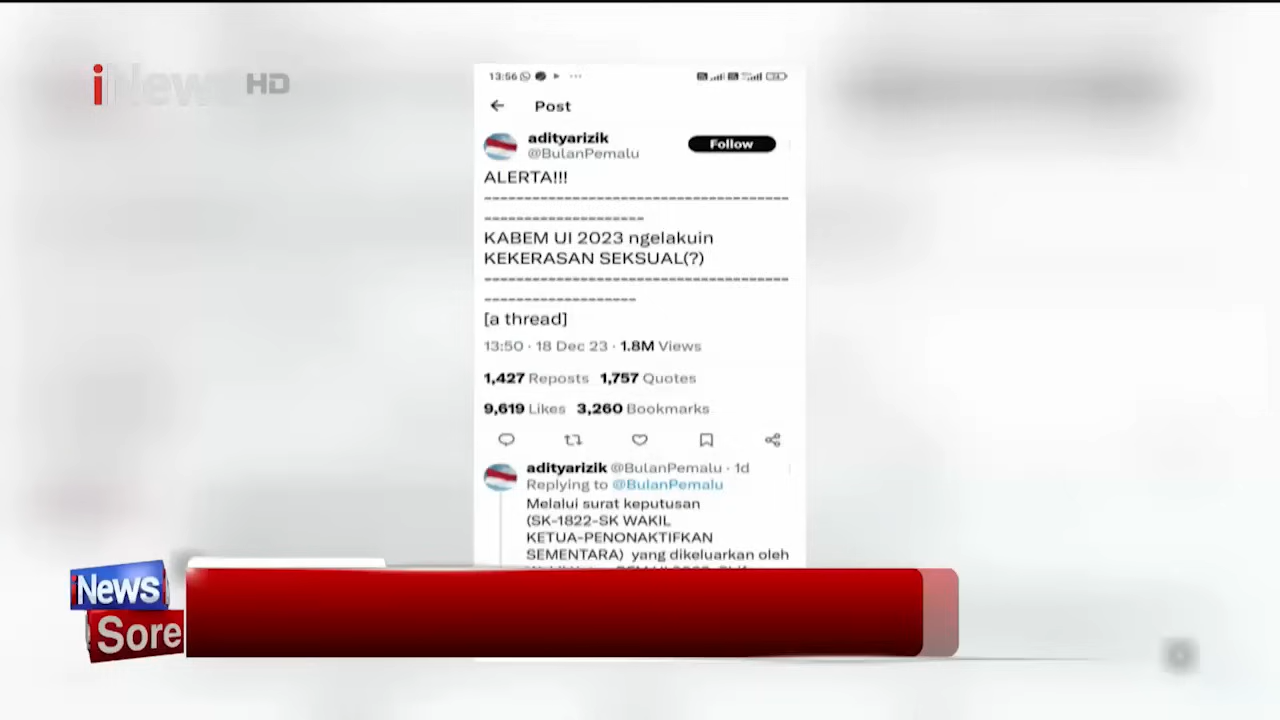 iNews HD
13:56
Post
adityarizik
@BulanPemalu
Follow
ALERTA!!!
--------------------------------------
--------------------
KABEM UI 2023 ngelakuin
KEKERASAN SEKSUAL(?)
--------------------------------------
-------------------
[a thread]
13:50 · 18 Dec 23 · 1.8M Views
1,427 Reposts 1,757 Quotes
9,619 Likes 3,260 Bookmarks
adityarizik @BulanPemalu · 1d
Replying to @BulanPemalu
Melalui surat keputusan
(SK-1822-SK WAKIL
KETUA-PENONAKTIFKAN
SEMENTARA) yang dikeluarkan oleh
iNews
Sore